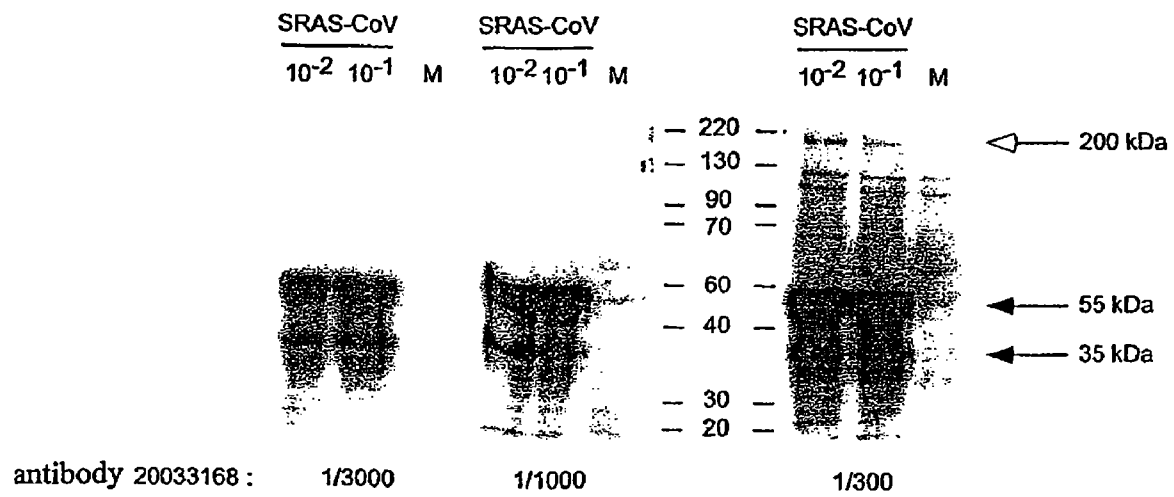 SRAS-CoV SRAS-CoV SRAS-CoV
10-2 10-1 M 10-2 10-1 M 10-2 10-1 M
220
200 kDa
130
90
70
60
55 kDa
40
35 kDa
30
20
antibody 20033168 : 1/3000 1/1000 1/300